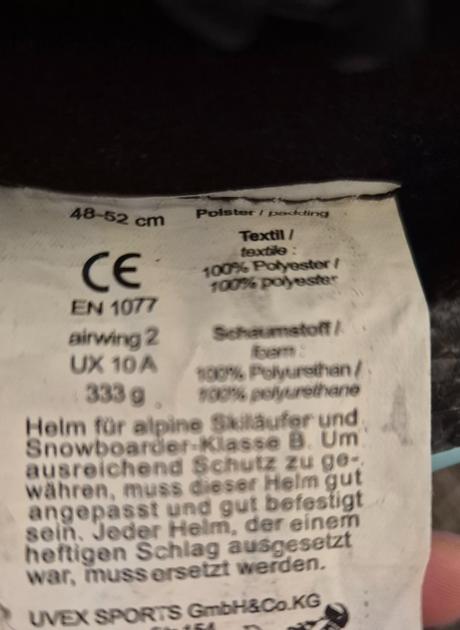 48-52 cm
CE
EN 1077
airwing 2
UX 10 A
333 g
Polster / padding
Textil /
textile :
100% Polyester /
100% polyester
Schaumstoff /
foam :
100% Polyurethan /
100% polyurethane
Helm für alpine Skiläufer und
Snowboarder-Klasse B. Um
ausreichend Schutz zu ge-
währen, muss dieser Helm gut
angepasst und gut befestigt
sein. Jeder Helm, der einem
heftigen Schlag ausgesetzt
war, muss ersetzt werden.
UVEX SPORTS GmbH&Co.KG